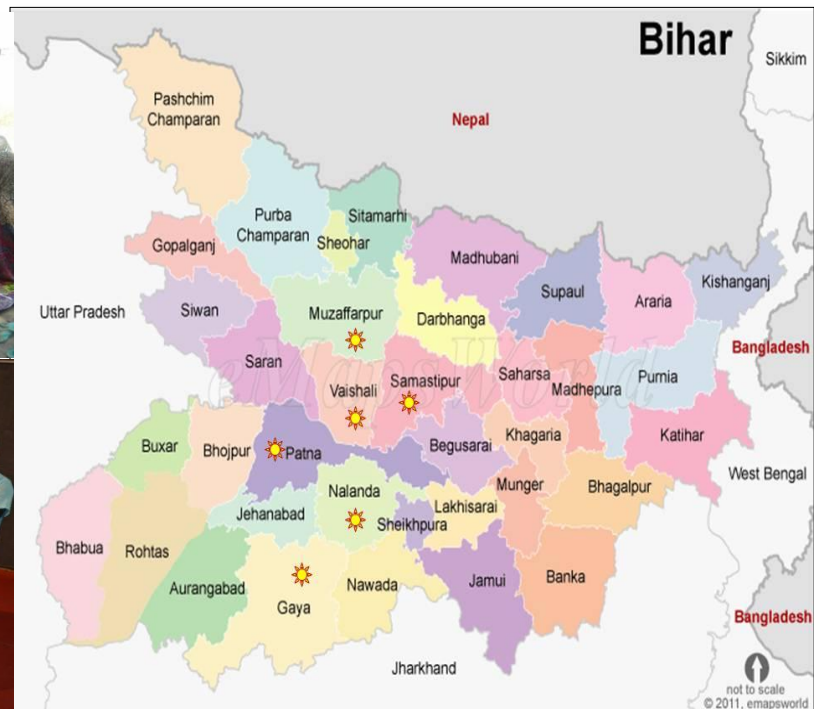 Bihar
Sikkim
Pashchim
Champaran
Nepal
Purba
Champaran
Sitamarhi
Sheohar
Gopalganj
Madhubani
Kishanganj
Supaul
Araria
Siwan
Uttar Pradesh
Muzaffarpur
Darbhanga
Bangladesh
Saran
eMapsWorld
Vaishali
Samastipur
Saharsa
Madhepura
Purnia
Buxar
Bhojpur
Patna
Begusarai
Khagaria
Katihar
West Bengal
Nalanda
Munger
Bhagalpur
Jehanabad
Sheikhpura
Lakhisarai
Bhabua
Rohtas
Aurangabad
Gaya
Nawada
Jamui
Banka
Bangladesh
Jharkhand
not to scale
© 2011, emapsworld